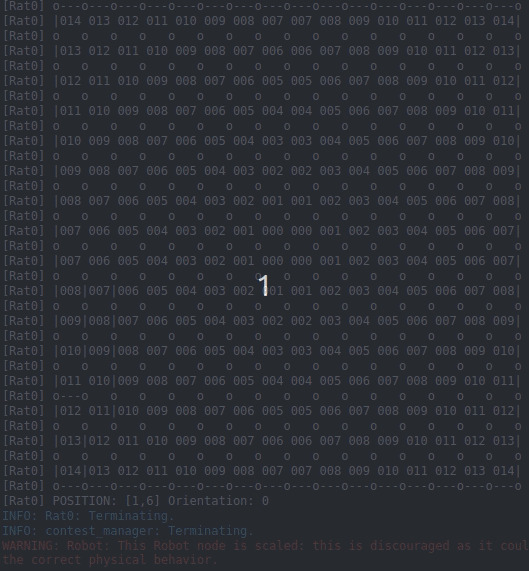 [Rat0] o---o---o---o---o---o---o---o---o---o---o---o---o---o---o---o---o
[Rat0] |014 013 012 011 010 009 008 007 007 008 009 010 011 012 013 014|
[Rat0] o   o   o   o   o   o   o   o   o   o   o   o   o   o   o   o   o
[Rat0] |013 012 011 010 009 008 007 006 006 007 008 009 010 011 012 013|
[Rat0] o   o   o   o   o   o   o   o   o   o   o   o   o   o   o   o   o
[Rat0] |012 011 010 009 008 007 006 005 005 006 007 008 009 010 011 012|
[Rat0] o   o   o   o   o   o   o   o   o   o   o   o   o   o   o   o   o
[Rat0] |011 010 009 008 007 006 005 004 004 005 006 007 008 009 010 011|
[Rat0] o   o   o   o   o   o   o   o   o   o   o   o   o   o   o   o   o
[Rat0] |010 009 008 007 006 005 004 003 003 004 005 006 007 008 009 010|
[Rat0] o   o   o   o   o   o   o   o   o   o   o   o   o   o   o   o   o
[Rat0] |009 008 007 006 005 004 003 002 002 003 004 005 006 007 008 009|
[Rat0] o   o   o   o   o   o   o   o   o   o   o   o   o   o   o   o   o
[Rat0] |008 007 006 005 004 003 002 001 001 002 003 004 005 006 007 008|
[Rat0] o   o   o   o   o   o   o   o   o   o   o   o   o   o   o   o   o
[Rat0] |007 006 005 004 003 002 001 000 000 001 002 003 004 005 006 007|
[Rat0] o   o   o   o   o   o   o   o   o   o   o   o   o   o   o   o   o
[Rat0] |007 006 005 004 003 002 001 000 000 001 002 003 004 005 006 007|
[Rat0] o   o   o   o   o   o   o   o   o   o   o   o   o   o   o   o   o
1
[Rat0] |008|007|006 005 004 003 002 001 001 002 003 004 005 006 007 008|
[Rat0] o   o   o   o   o   o   o   o   o   o   o   o   o   o   o   o   o
[Rat0] |009|008|007 006 005 004 003 002 002 003 004 005 006 007 008 009|
[Rat0] o   o   o   o   o   o   o   o   o   o   o   o   o   o   o   o   o
[Rat0] |010|009|008 007 006 005 004 003 003 004 005 006 007 008 009 010|
[Rat0] o   o   o   o   o   o   o   o   o   o   o   o   o   o   o   o   o
[Rat0] |011 010|009 008 007 006 005 004 004 005 006 007 008 009 010 011|
[Rat0] o---o   o   o   o   o   o   o   o   o   o   o   o   o   o   o   o
[Rat0] |012 011|010 009 008 007 006 005 005 006 007 008 009 010 011 012|
[Rat0] o   o   o   o   o   o   o   o   o   o   o   o   o   o   o   o   o
[Rat0] |013|012 011 010 009 008 007 006 006 007 008 009 010 011 012 013|
[Rat0] o   o   o   o   o   o   o   o   o   o   o   o   o   o   o   o   o
[Rat0] |014|013 012 011 010 009 008 007 007 008 009 010 011 012 013 014|
[Rat0] o---o---o---o---o---o---o---o---o---o---o---o---o---o---o---o---o
[Rat0] POSITION: [1,6] Orientation: 0
INFO: Rat0: Terminating.
INFO: contest_manager: Terminating.
WARNING: Robot: This Robot node is scaled: this is discouraged as it coul
the correct physical behavior.